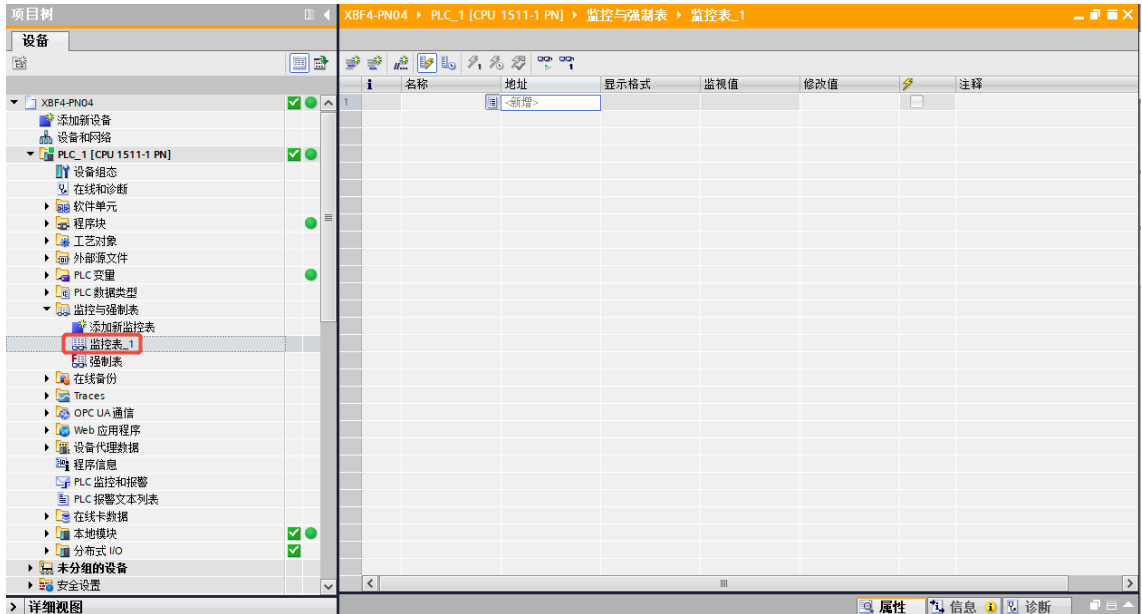 项目树
XBF4-PN04 PLC_1 [CPU 1511-1 PN] 监控与强制表 监控表_1
设备
i 名称 地址 显示格式 监视值 修改值 注释
1 <新增>
XBF4-PN04
添加新设备
设备和网络
PLC_1 [CPU 1511-1 PN]
设备组态
在线和诊断
软件单元
程序块
工艺对象
外部源文件
PLC 变量
PLC 数据类型
监控与强制表
添加新监控表
监控表_1
强制表
在线备份
Traces
OPC UA 通信
Web 应用程序
设备代理数据
程序信息
PLC 监控和报警
PLC 报警文本列表
在线卡数据
本地模块
分布式 I/O
未分组的设备
安全设置
详细视图
属性 信息 诊断